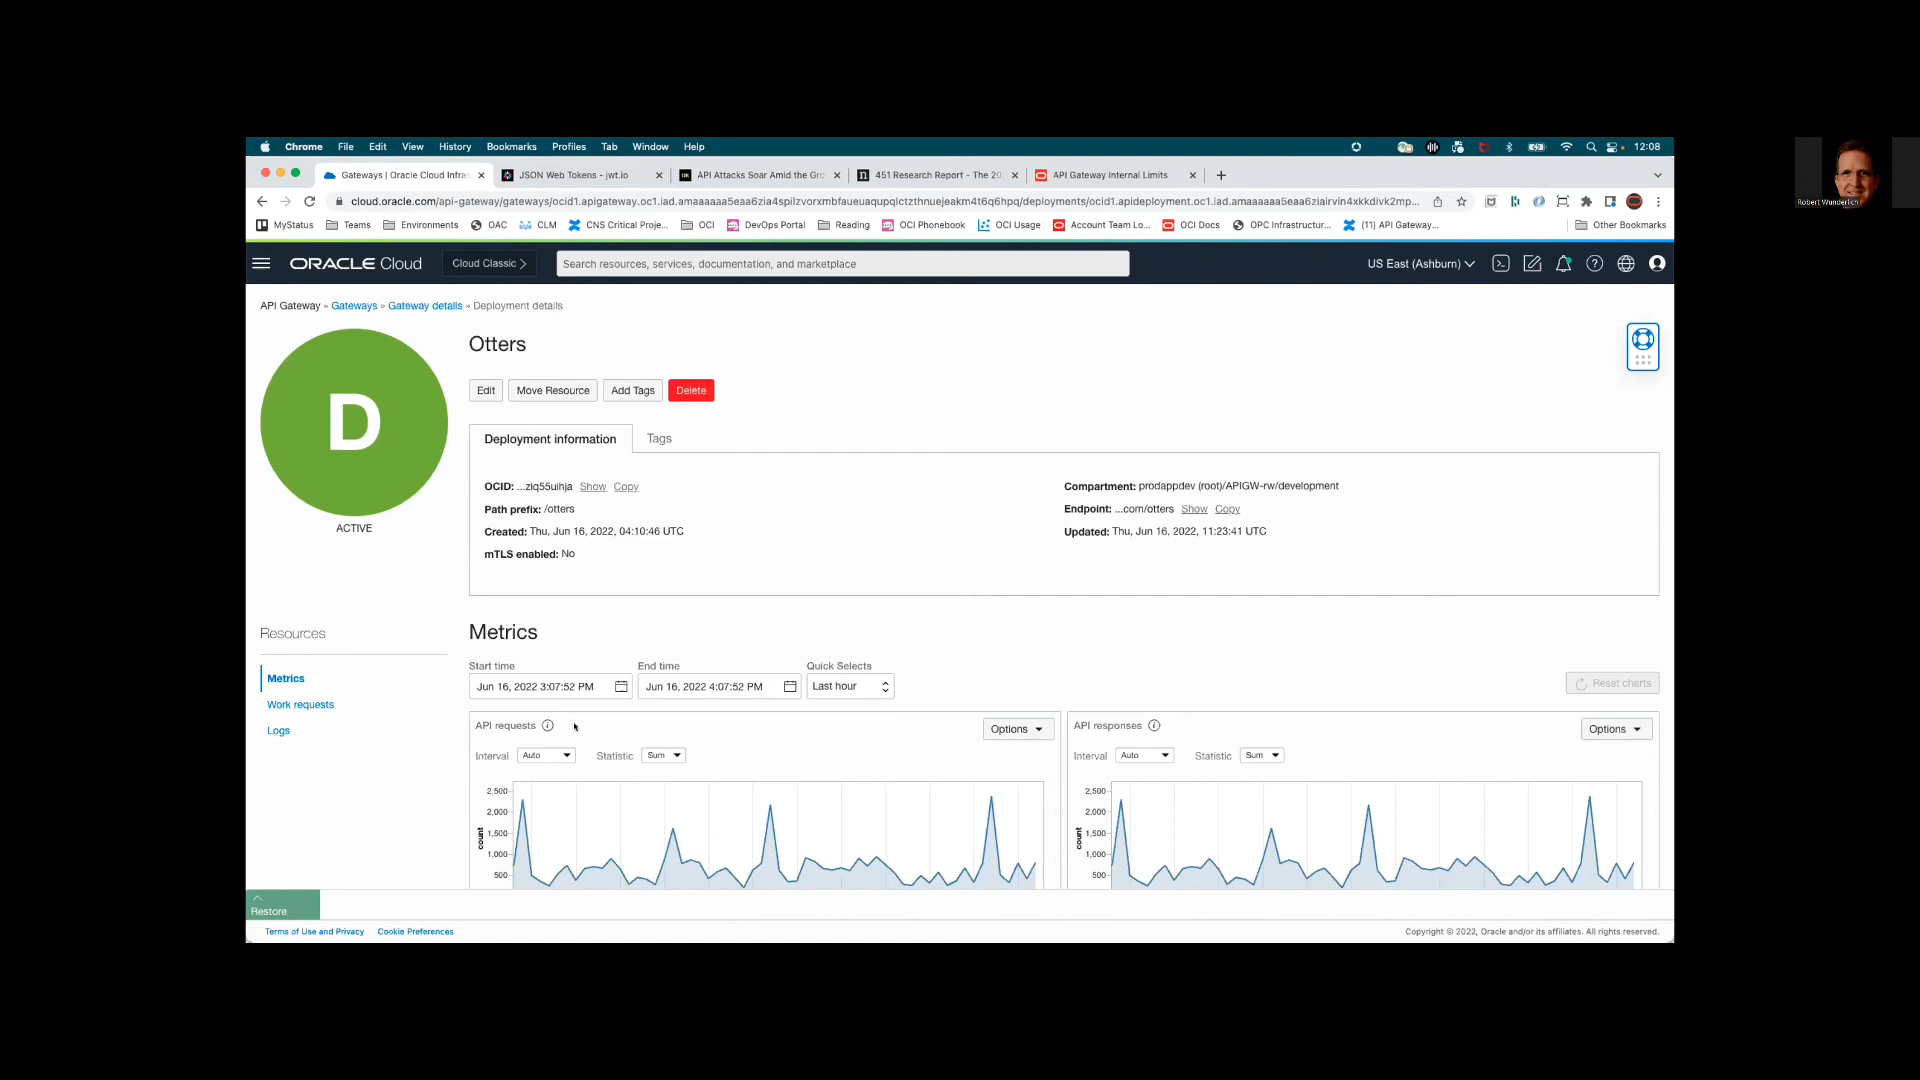 Chrome File Edit View History Bookmarks Profiles Tab Window Help 12:08
Gateways | Oracle Cloud Infras JSON Web Tokens - jwt.io API Attacks Soar Amid the Gro 451 Research Report - The 20. API Gateway Internal Limits
MyStatus Teams Environments OAC CLM CNS Critical Proje... OCI DevOps Portal Reading OCI Phonebook OCI Usage Account Team Lo... OCI Docs OPC Infrastructur... (11) API Gateway... Other Bookmarks
ORACLE Cloud Cloud Classic Search resources, services, documentation, and marketplace US East (Ashburn)
API Gateway » Gateways » Gateway details » Deployment details
Otters
Edit Move Resource Add Tags Delete
D
ACTIVE
Deployment information Tags
OCID: ...ziq55uihja Show Copy
Compartment: prodappdev (root)/APIGW-rw/development
Path prefix: /otters
Endpoint: ...com/otters Show Copy
Created: Thu, Jun 16, 2022, 04:10:46 UTC
Updated: Thu, Jun 16, 2022, 11:23:41 UTC
mTLS enabled: No
Resources
Metrics
Work requests
Logs
Metrics
Start time End time Quick Selects
Jun 16, 2022 3:07:52 PM Jun 16, 2022 4:07:52 PM Last hour Reset charts
API requests Options
Interval Auto Statistic Sum
2,500
2,000
1,500
1,000
500
count
API responses Options
Interval Auto Statistic Sum
2,500
2,000
1,500
1,000
500
count
Restore
Terms of Use and Privacy Cookie Preferences
Copyright © 2022, Oracle and/or its affiliates. All rights reserved.
Robert Wunderlich